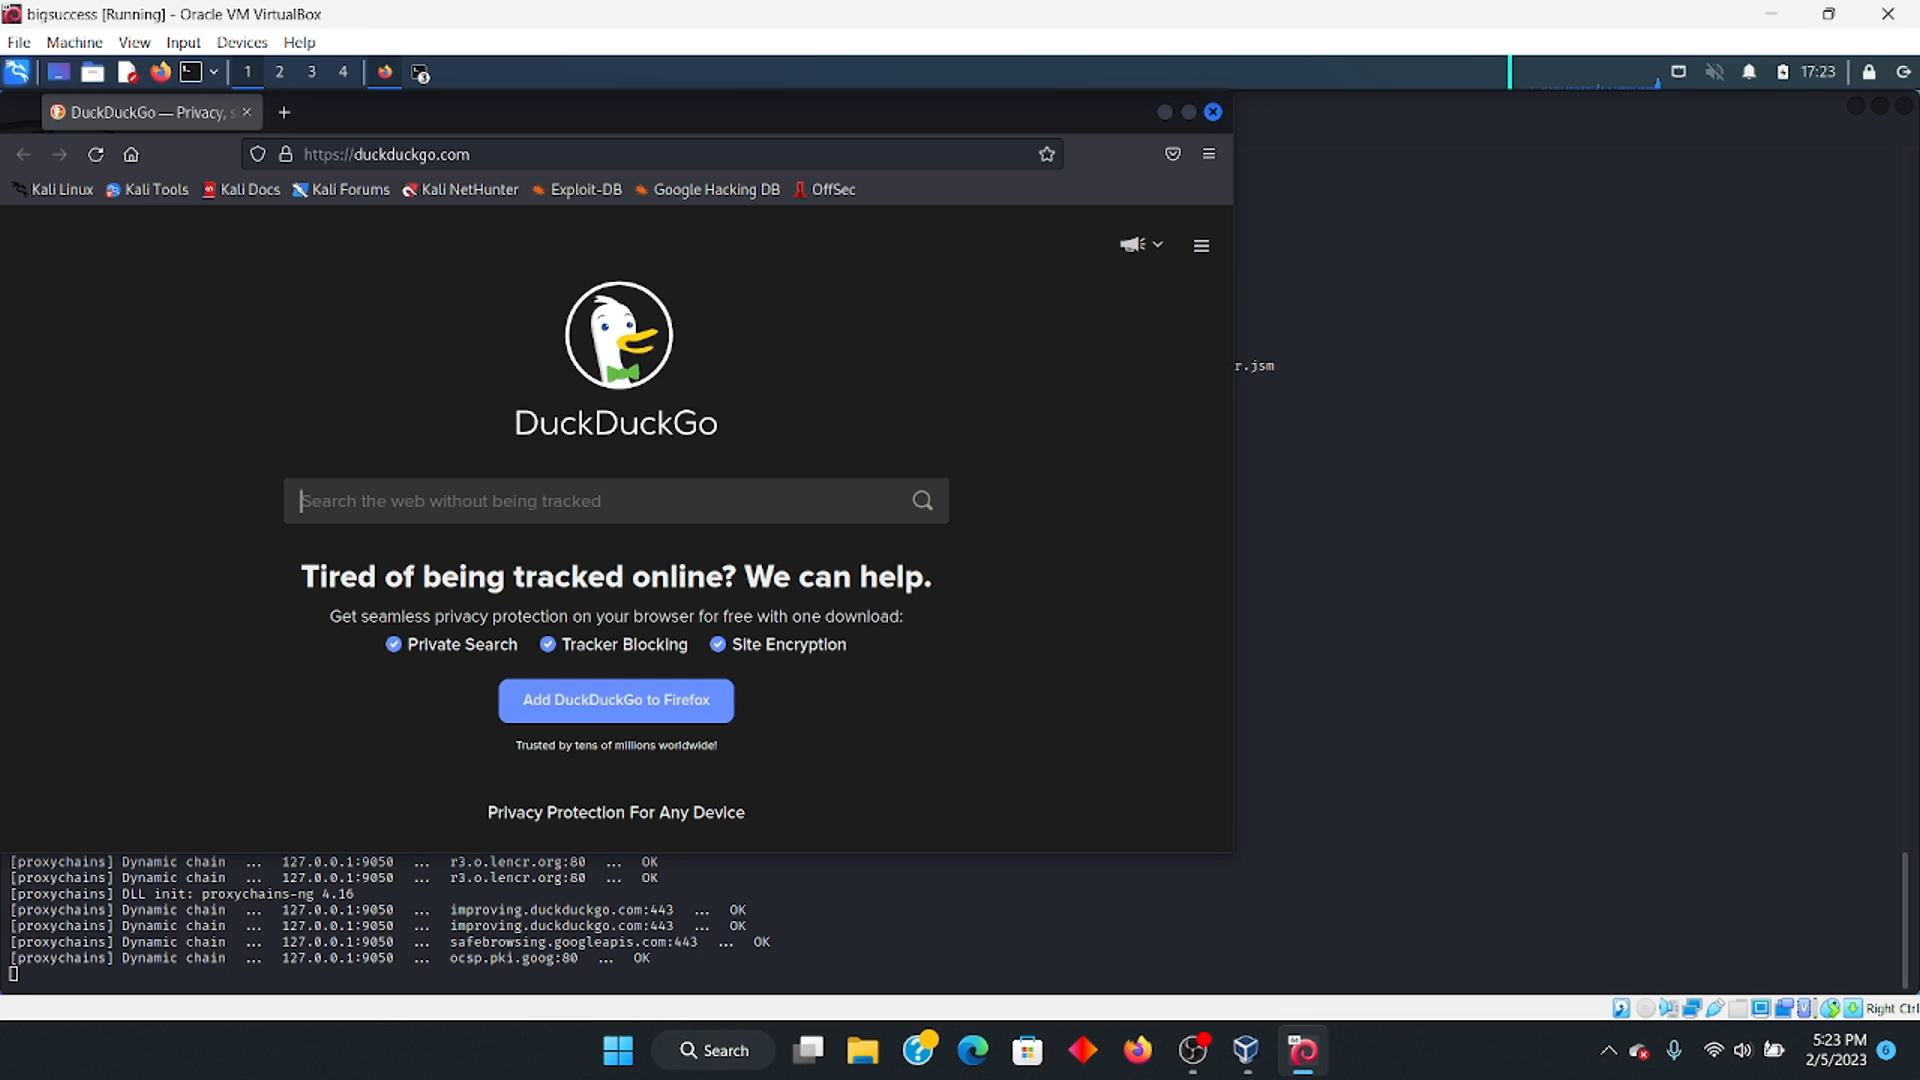 bigsuccess [Running] - Oracle VM VirtualBox
File Machine View Input Devices Help
1 2 3 4 3 17:23
DuckDuckGo — Privacy, s
https://duckduckgo.com
Kali Linux Kali Tools Kali Docs Kali Forums Kali NetHunter Exploit-DB Google Hacking DB OffSec
r.jsm
DuckDuckGo
Search the web without being tracked
Tired of being tracked online? We can help.
Get seamless privacy protection on your browser for free with one download:
Private Search Tracker Blocking Site Encryption
Add DuckDuckGo to Firefox
Trusted by tens of millions worldwide!
Privacy Protection For Any Device
[proxychains] Dynamic chain ... 127.0.0.1:9050 ... r3.o.lencr.org:80 ... OK
[proxychains] Dynamic chain ... 127.0.0.1:9050 ... r3.o.lencr.org:80 ... OK
[proxychains] DLL init: proxychains-ng 4.16
[proxychains] Dynamic chain ... 127.0.0.1:9050 ... improving.duckduckgo.com:443 ... OK
[proxychains] Dynamic chain ... 127.0.0.1:9050 ... improving.duckduckgo.com:443 ... OK
[proxychains] Dynamic chain ... 127.0.0.1:9050 ... safebrowsing.googleapis.com:443 ... OK
[proxychains] Dynamic chain ... 127.0.0.1:9050 ... ocsp.pki.goog:80 ... OK
Right Ctrl
Search
5:23 PM
2/5/2023
6